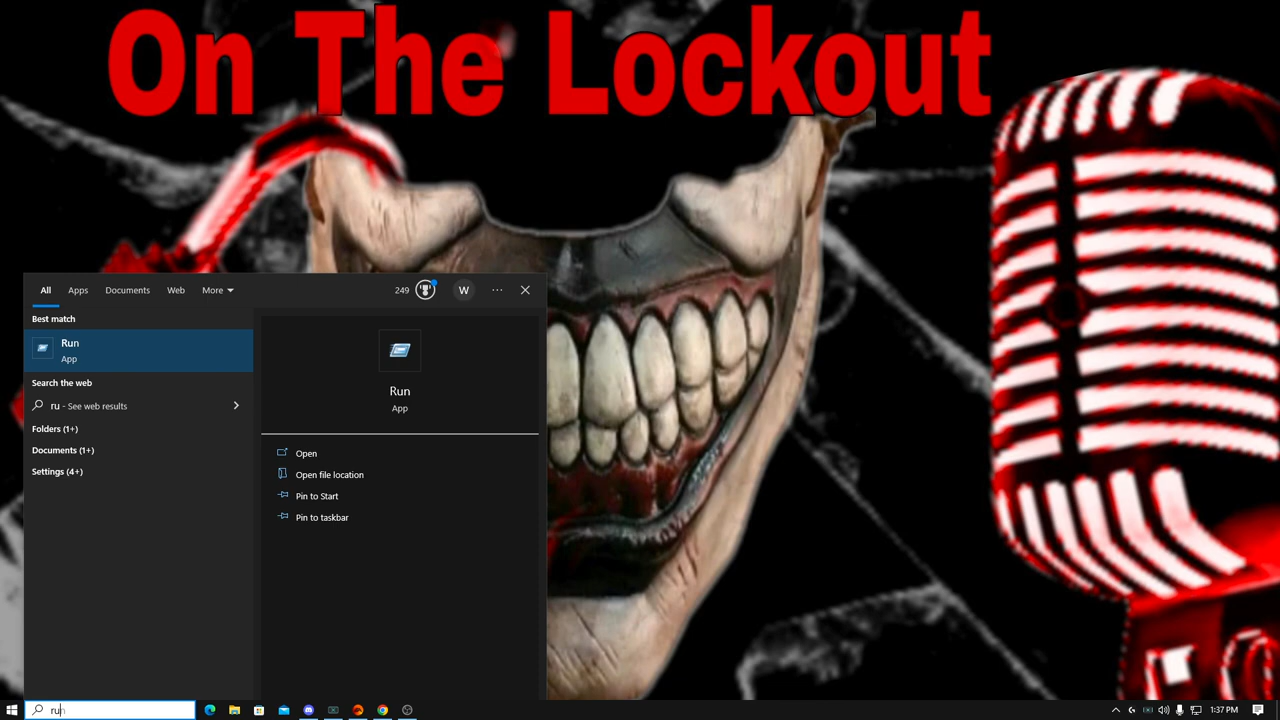 On The Lockout
All Apps Documents Web More 249 W
Best match
Run
App
Search the web
ru - See web results
Folders (1+)
Documents (1+)
Settings (4+)
Run
App
Open
Open file location
Pin to Start
Pin to taskbar
run
1:37 PM